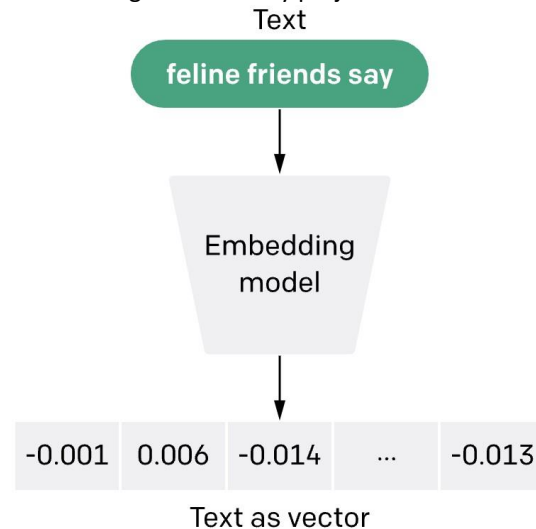 Text
feline friends say
Embedding
model
-0.001 0.006 -0.014 ... -0.013
Text as vector